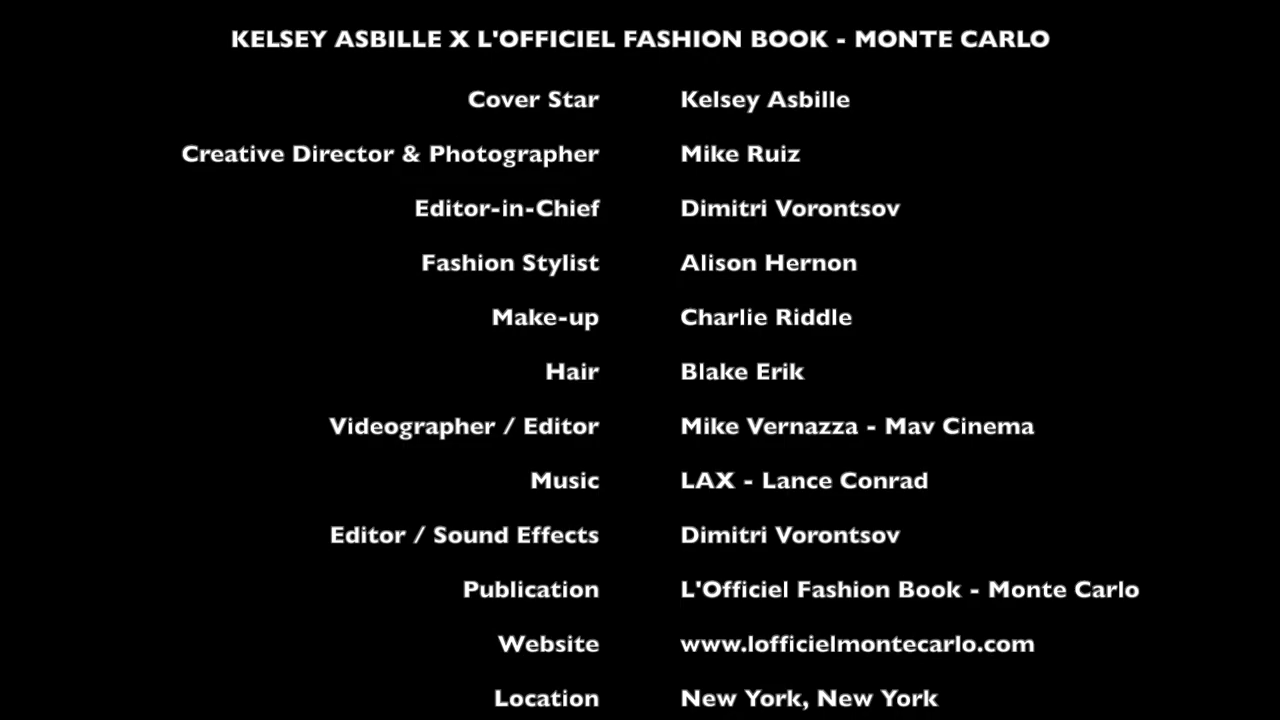 KELSEY ASBILLE X L'OFFICIEL FASHION BOOK - MONTE CARLO
Cover Star Kelsey Asbille
Creative Director & Photographer Mike Ruiz
Editor-in-Chief Dimitri Vorontsov
Fashion Stylist Alison Hernon
Make-up Charlie Riddle
Hair Blake Erik
Videographer / Editor Mike Vernazza - Mav Cinema
Music LAX - Lance Conrad
Editor / Sound Effects Dimitri Vorontsov
Publication L'Officiel Fashion Book - Monte Carlo
Website www.lofficielmontecarlo.com
Location New York, New York